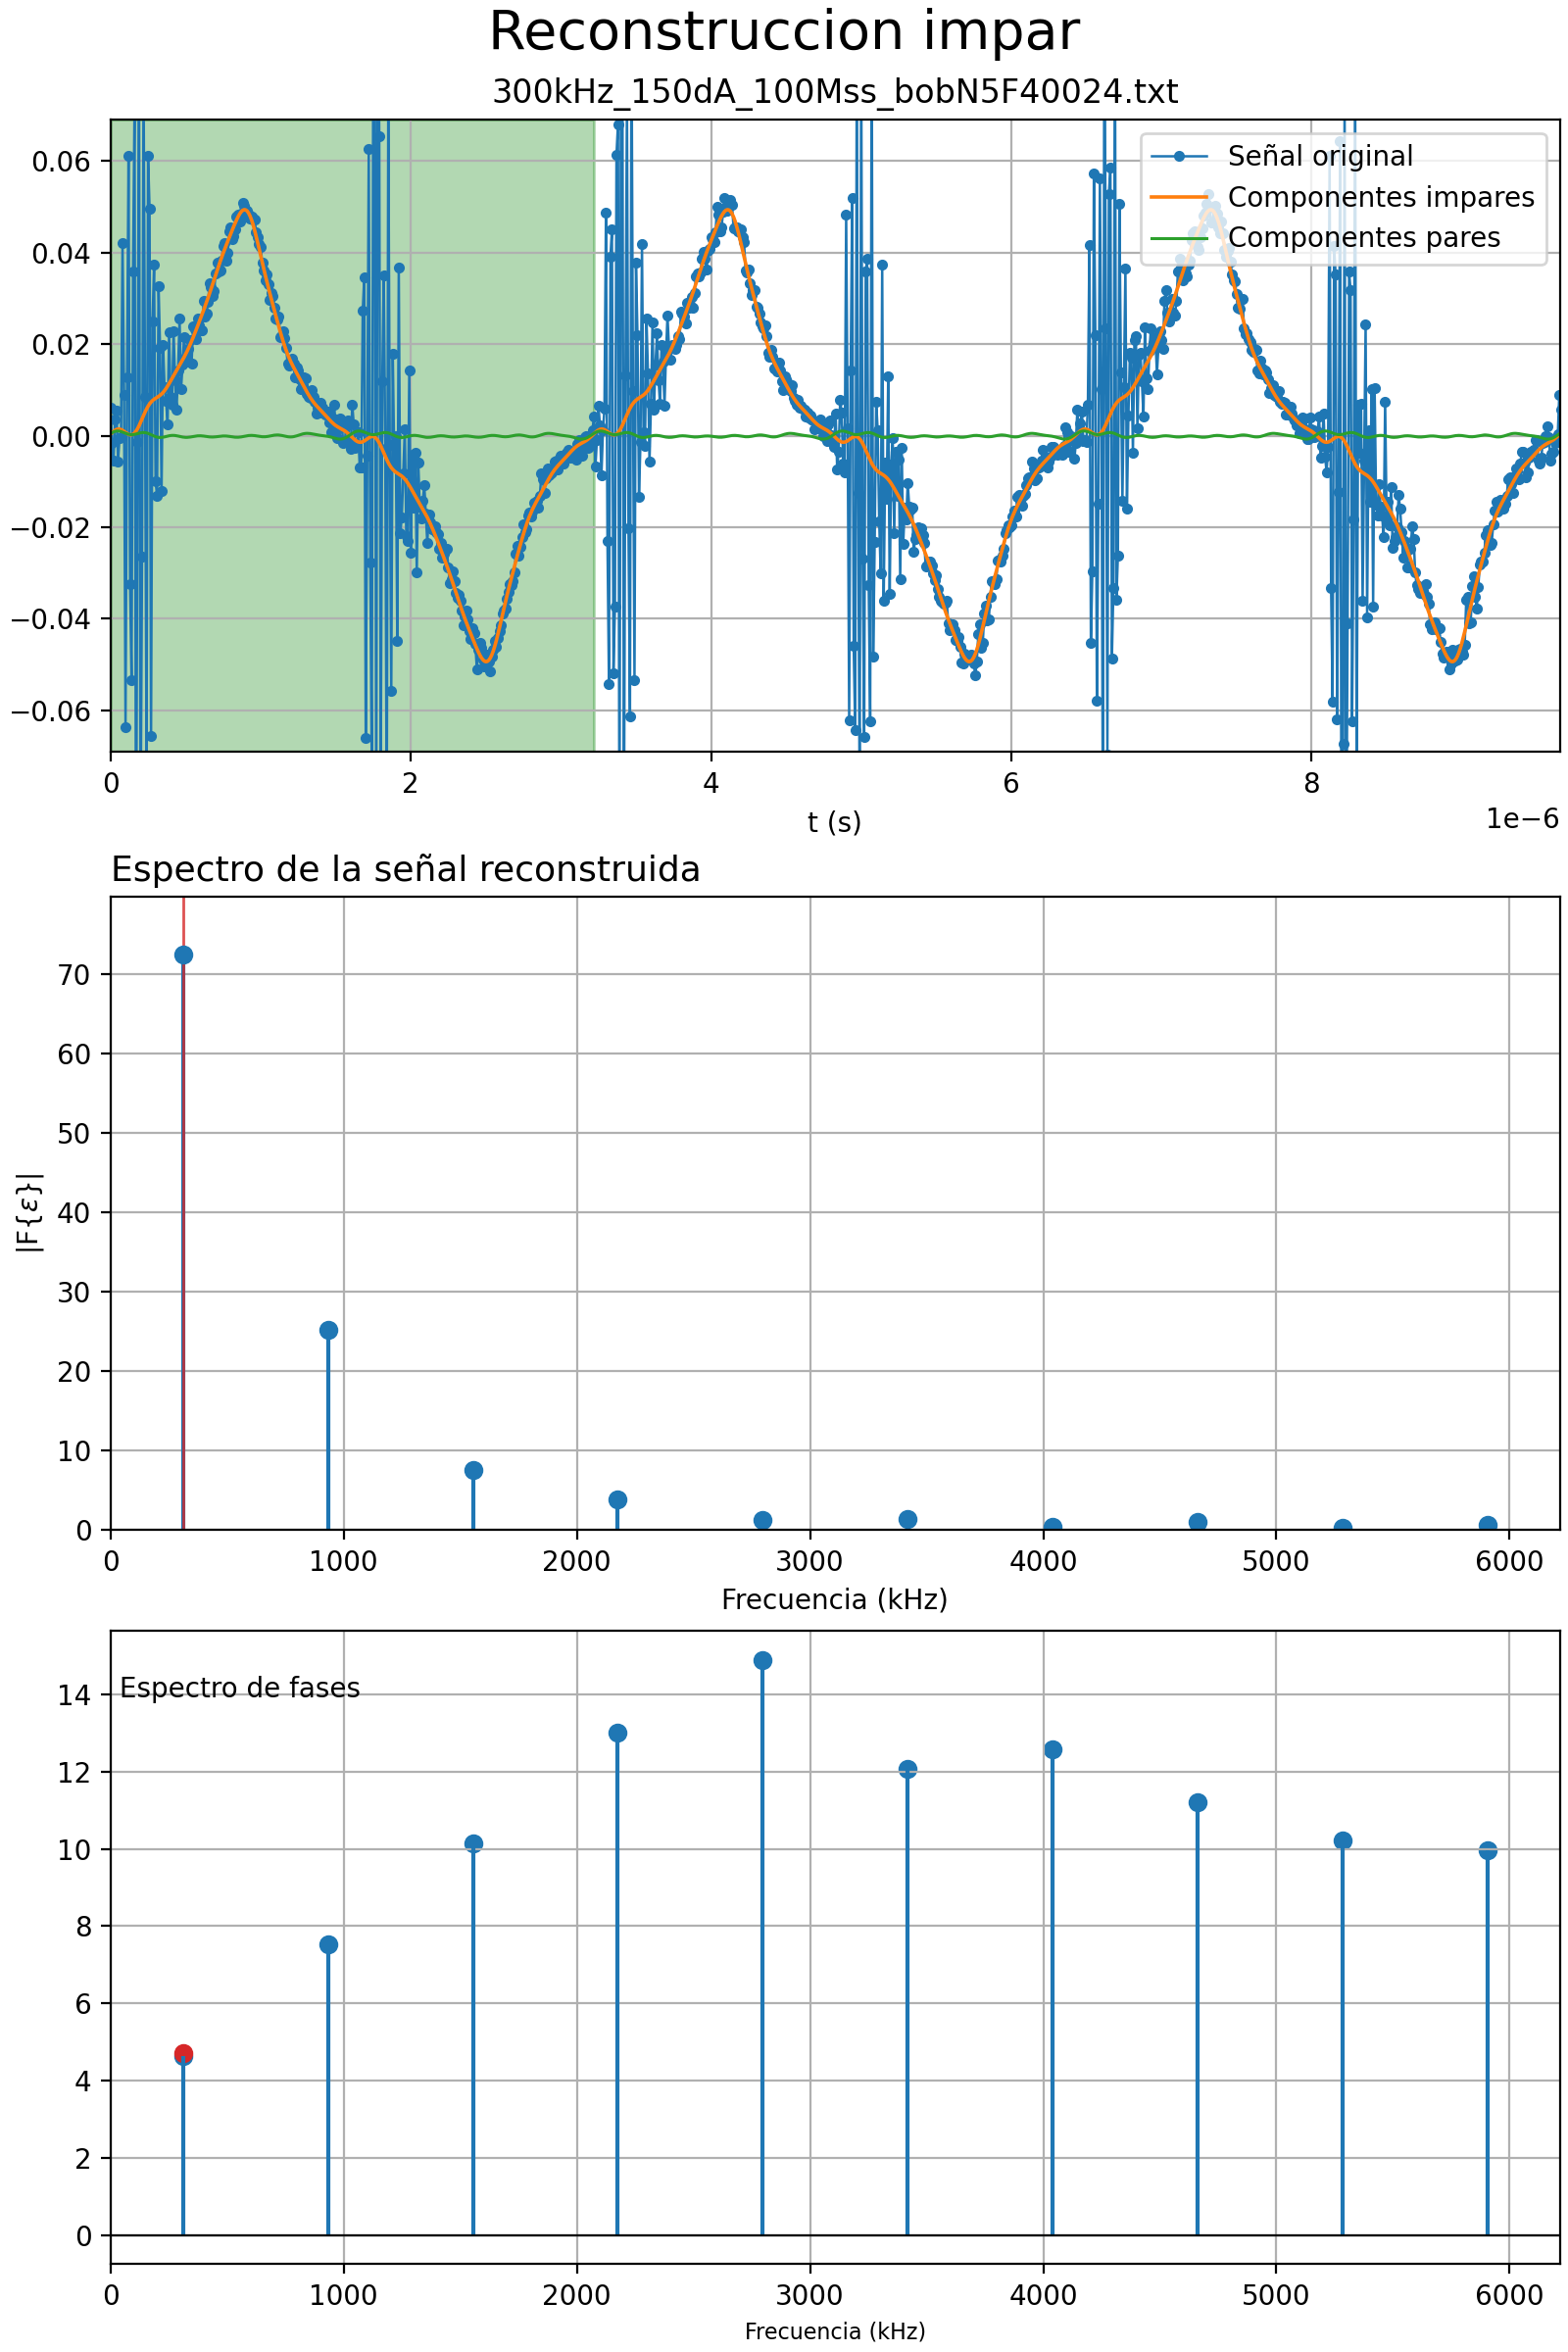 Reconstruccion impar
300kHz_150dA_100Mss_bobN5F40024.txt
Señal original
Componentes impares
Componentes pares
0.06
0.04
0.02
0.00
−0.02
−0.04
−0.06
0 2 4 6 8
1e−6
t (s)
Espectro de la señal reconstruida
|F{ε}|
70
60
50
40
30
20
10
0
0 1000 2000 3000 4000 5000 6000
Frecuencia (kHz)
Espectro de fases
14
12
10
8
6
4
2
0
0 1000 2000 3000 4000 5000 6000
Frecuencia (kHz)